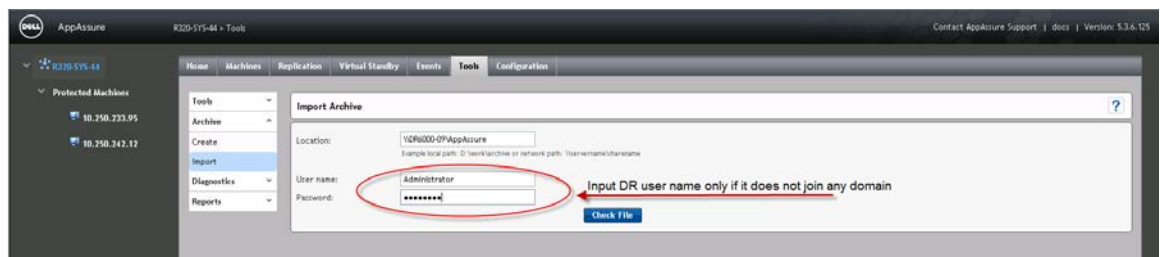 DELL AppAssure R320-SYS-44 > Tools Contact AppAssure Support | docs | Version: 5.3.6.125
R320-SYS-44
Home Machines Replication Virtual Standby Events Tools Configuration
Protected Machines
10.250.233.95
10.250.242.12
Tools
Archive
Create
Import
Diagnostics
Reports
Import Archive ?
Location: \\DR6000-09\AppAssure
Example local path: D:\work\archive or network path: \\servername\sharename
User name: Administrator
Password: ••••••••
Input DR user name only if it does not join any domain
Check File